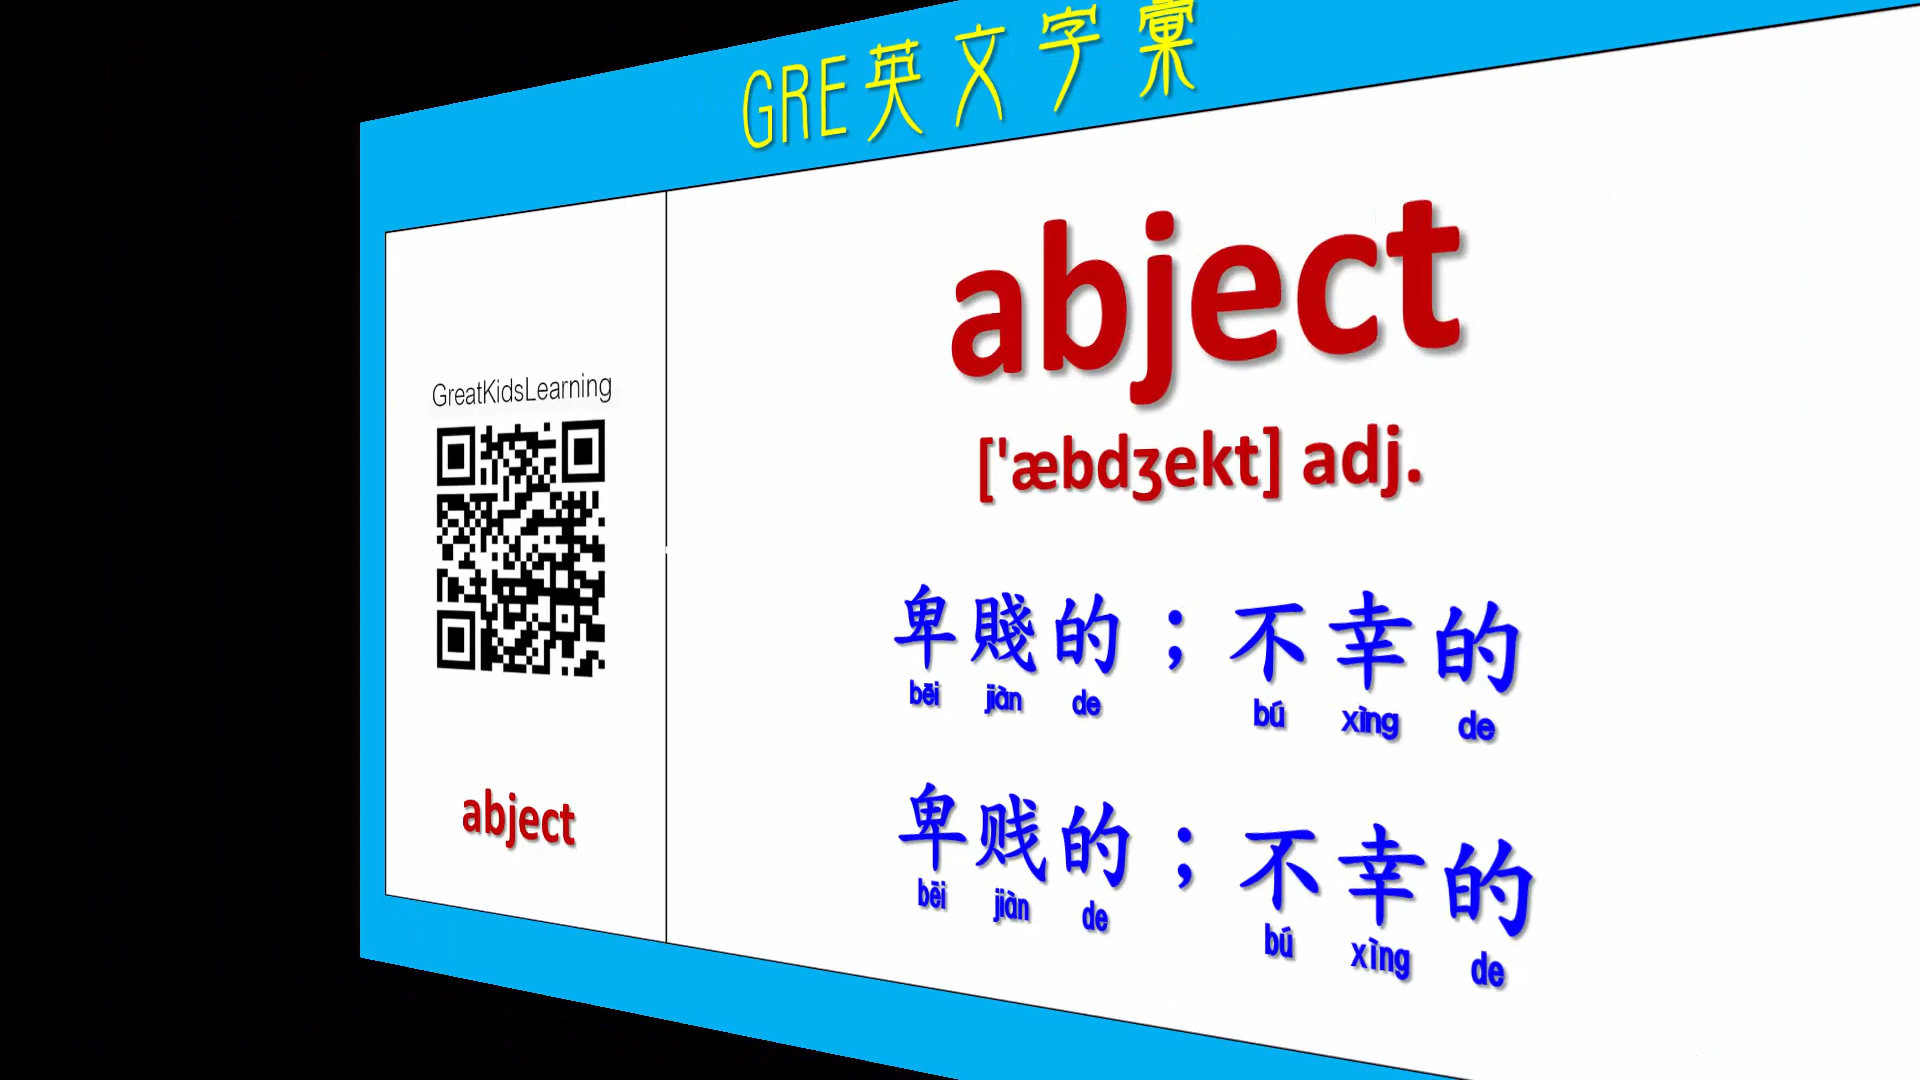 GRE英文字彙
GreatKidsLearning
abject
abject
['æbdʒekt] adj.
卑賤的；不幸的
bēi jiàn de bú xìng de
卑贱的；不幸的
bēi jiàn de bú xìng de